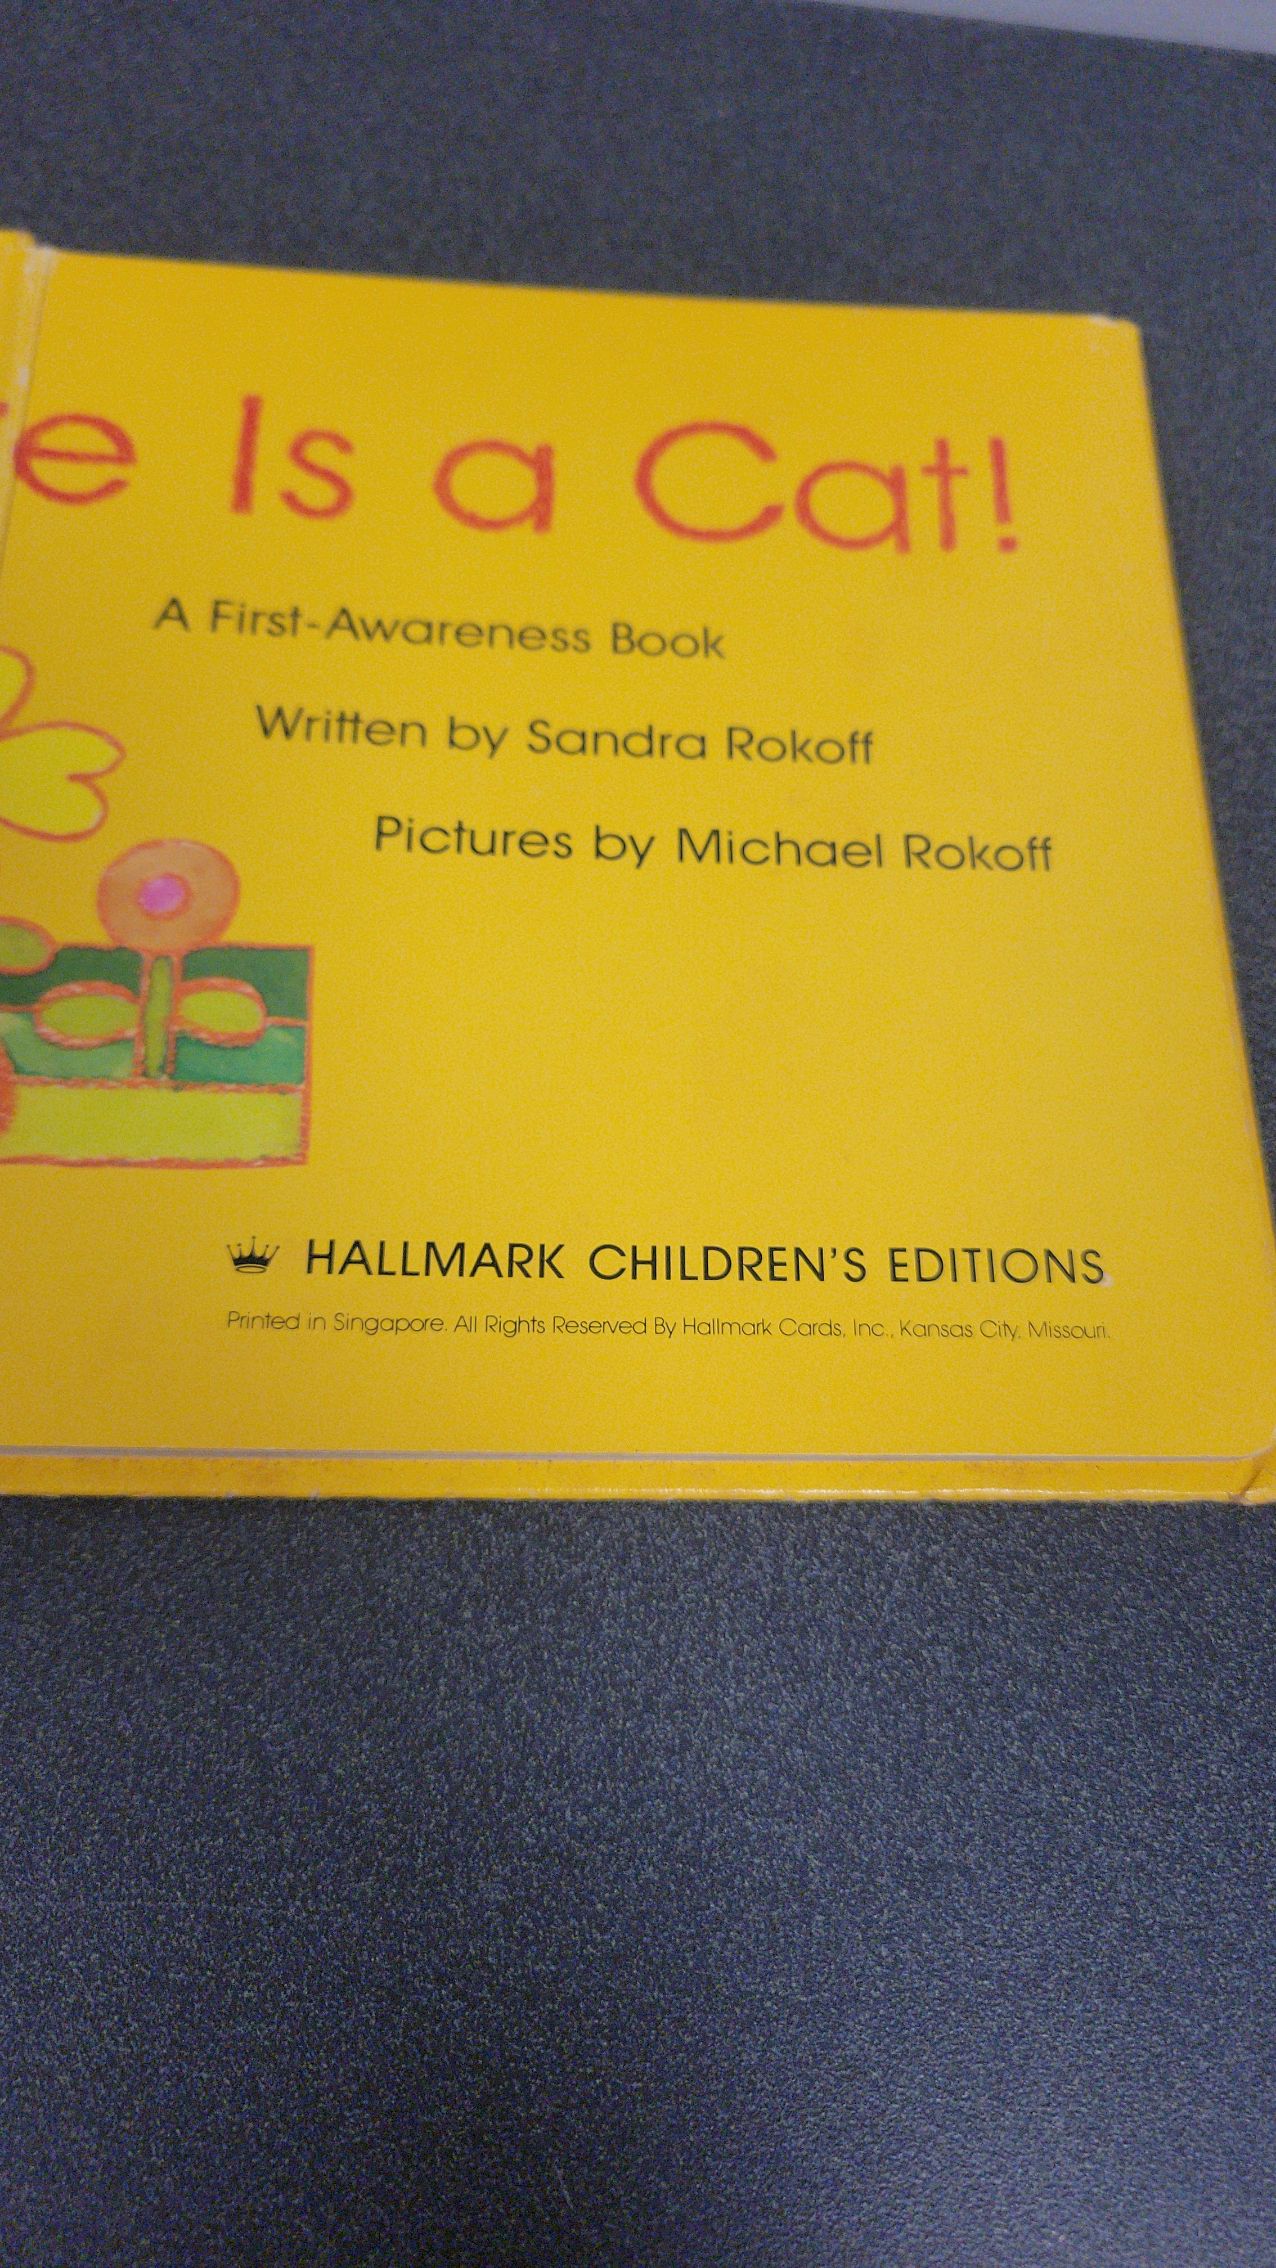 e Is a Cat!
A First-Awareness Book
Written by Sandra Rokoff
Pictures by Michael Rokoff
HALLMARK CHILDREN'S EDITIONS
Printed in Singapore. All Rights Reserved By Hallmark Cards, Inc., Kansas City, Missouri.